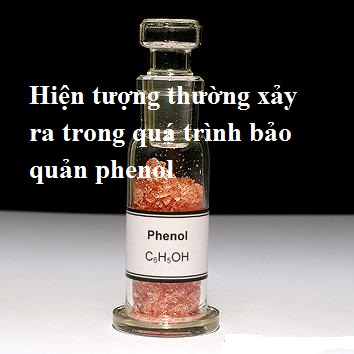 Hiện tượng thường xảy
ra trong quá trình bảo
quản phenol
Phenol
C₆H₅OH